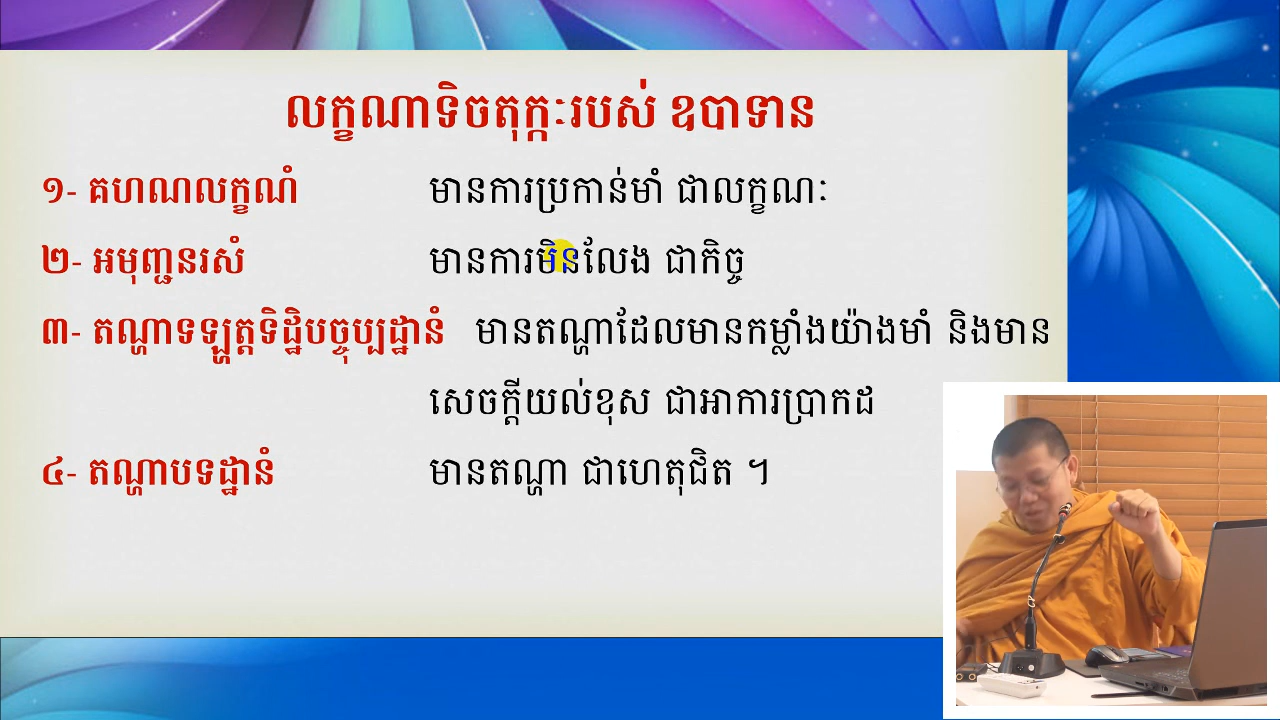 លក្ខណាទិចតុក្កៈរបស់ ឧបាទាន
១- គហណលក្ខណំ មានការប្រកាន់មាំ ជាលក្ខណៈ
២- អមុញ្ជនរសំ មានការមិនលែង ជាកិច្ច
៣- តណ្ហាទឡ្ហត្តទិដ្ឋិបច្ចុប្បដ្ឋានំ មានតណ្ហាដែលមានកម្លាំងយ៉ាងមាំ និងមាន
សេចក្តីយល់ខុស ជាអាការប្រាកដ
៤- តណ្ហាបទដ្ឋានំ មានតណ្ហា ជាហេតុជិត ។